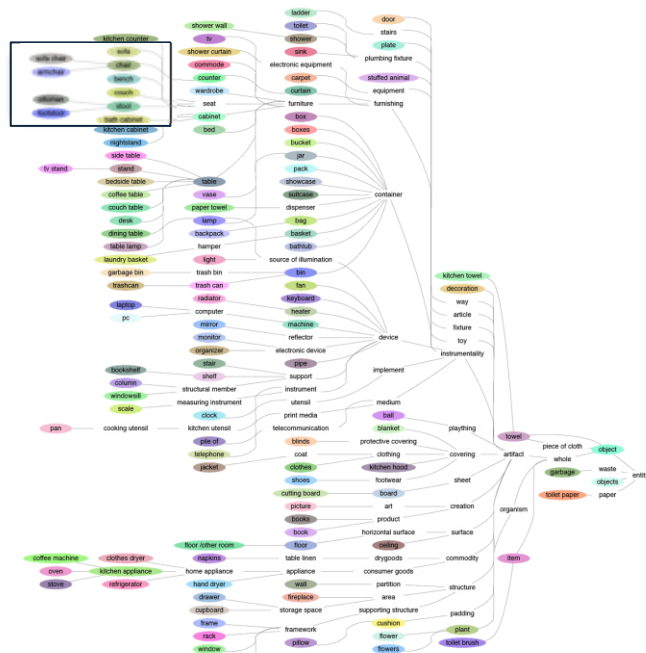 ladder
door
shower wall
toilet
stairs
kitchen counter
tv
shower
plate
sofa
shower curtain
sink
plumbing fixture
sofa chair
chair
commode
electronic equipment
armchair
bench
counter
carpet
stuffed animal
couch
wardrobe
curtain
equipment
ottoman
stool
seat
furniture
furnishing
footstool
bath cabinet
cabinet
box
kitchen cabinet
bed
boxes
nightstand
bucket
side table
jar
tv stand
stand
pack
bedside table
table
showcase
coffee table
vase
suitcase
container
couch table
paper towel
dispenser
desk
lamp
bag
dining table
backpack
basket
table lamp
hamper
bathtub
laundry basket
light
source of illumination
garbage bin
trash bin
bin
kitchen towel
trashcan
trash can
fan
decoration
laptop
radiator
keyboard
way
pc
computer
heater
article
mirror
machine
fixture
monitor
reflector
device
toy
organizer
electronic device
instrumentality
bookshelf
stair
pipe
implement
column
shelf
support
windowsill
structural member
instrument
scale
measuring instrument
utensil
medium
clock
print media
ball
pan
cooking utensil
kitchen utensil
telecommunication
blanket
plaything
pile of
blinds
protective covering
towel
telephone
coat
clothing
covering
artifact
piece of cloth
object
jacket
clothes
kitchen hood
whole
shoes
footwear
sheet
garbage
waste
entity
cutting board
board
objects
picture
art
creation
toilet paper
paper
books
product
organism
book
horizontal surface
surface
floor /other room
floor
ceiling
coffee machine
clothes dryer
napkins
table linen
drygoods
commodity
item
oven
kitchen appliance
home appliance
appliance
consumer goods
stove
refrigerator
hand dryer
wall
partition
structure
drawer
fireplace
area
cupboard
storage space
supporting structure
padding
frame
framework
cushion
plant
rack
flower
window
pillow
flowers
toilet brush